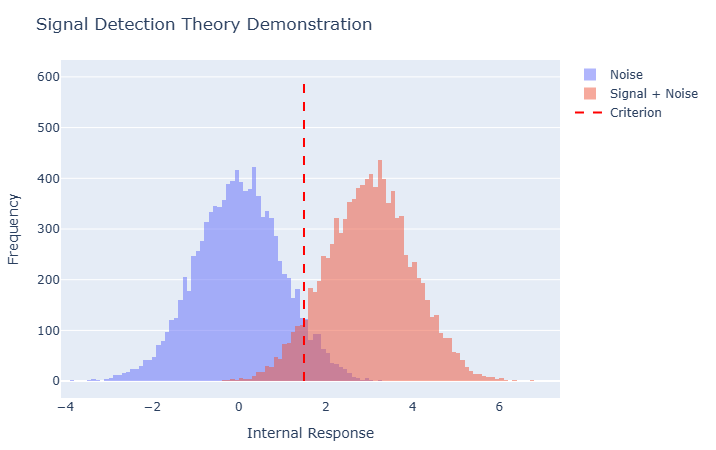 Signal Detection Theory Demonstration
Noise
Signal + Noise
Criterion
600
500
400
300
200
100
0
Frequency
−4 −2 0 2 4 6
Internal Response